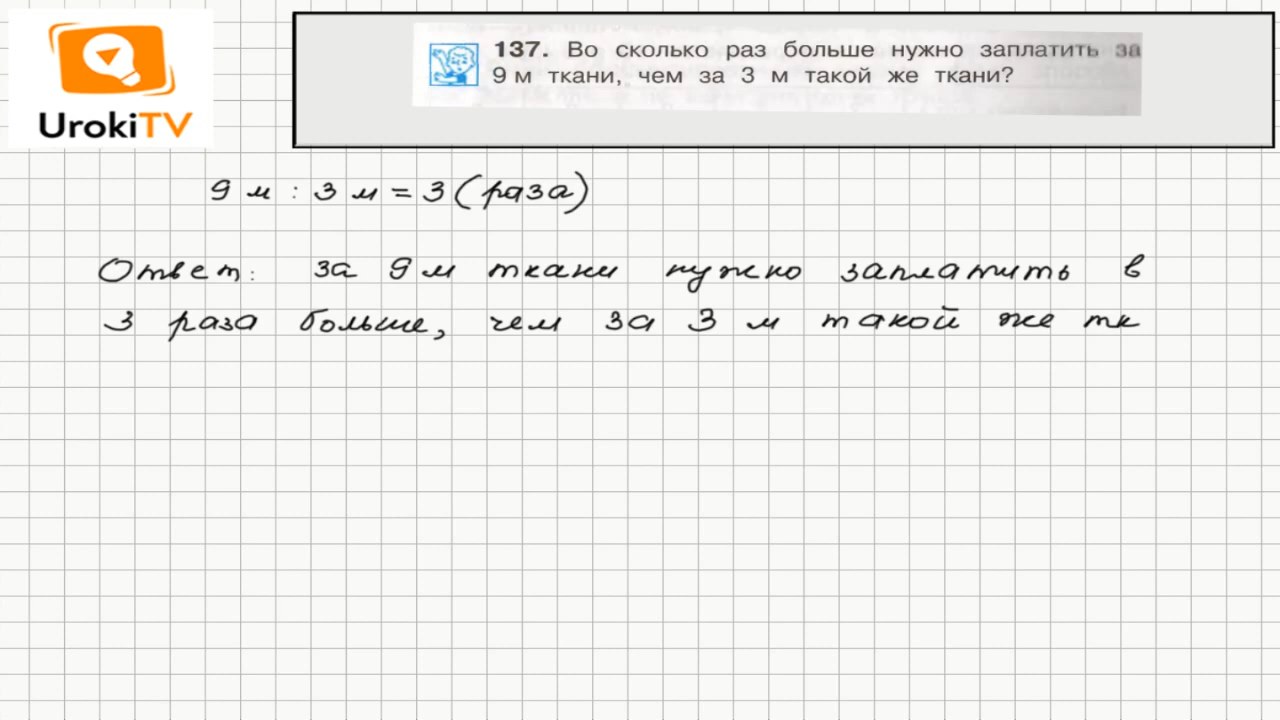 UrokiTV
137. Во сколько раз больше нужно заплатить за
9 м ткани, чем за 3 м такой же ткани?
9 м : 3 м = 3 (раза)
Ответ: за 9 м ткани нужно заплатить в
3 раза больше, чем за 3 м такой же тк